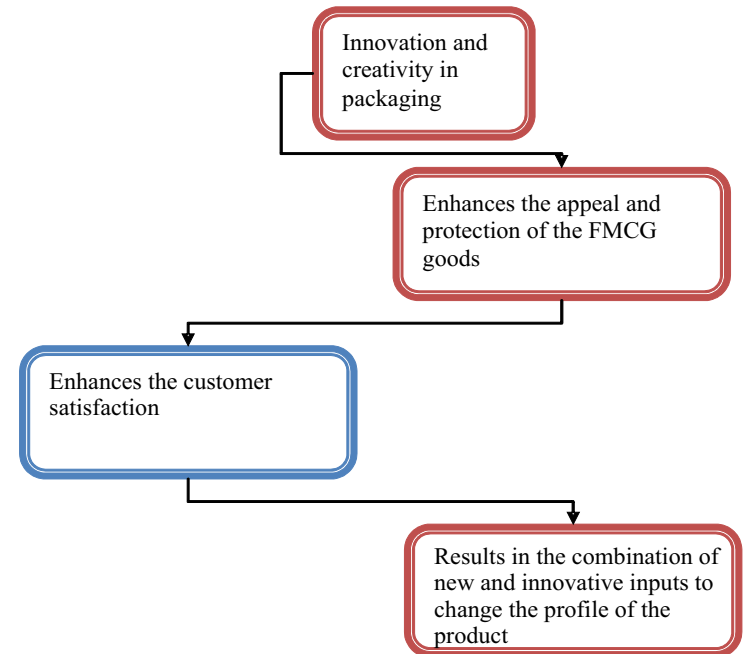 Innovation and
creativity in
packaging
Enhances the appeal and
protection of the FMCG
goods
Enhances the customer
satisfaction
Results in the combination of
new and innovative inputs to
change the profile of the
product